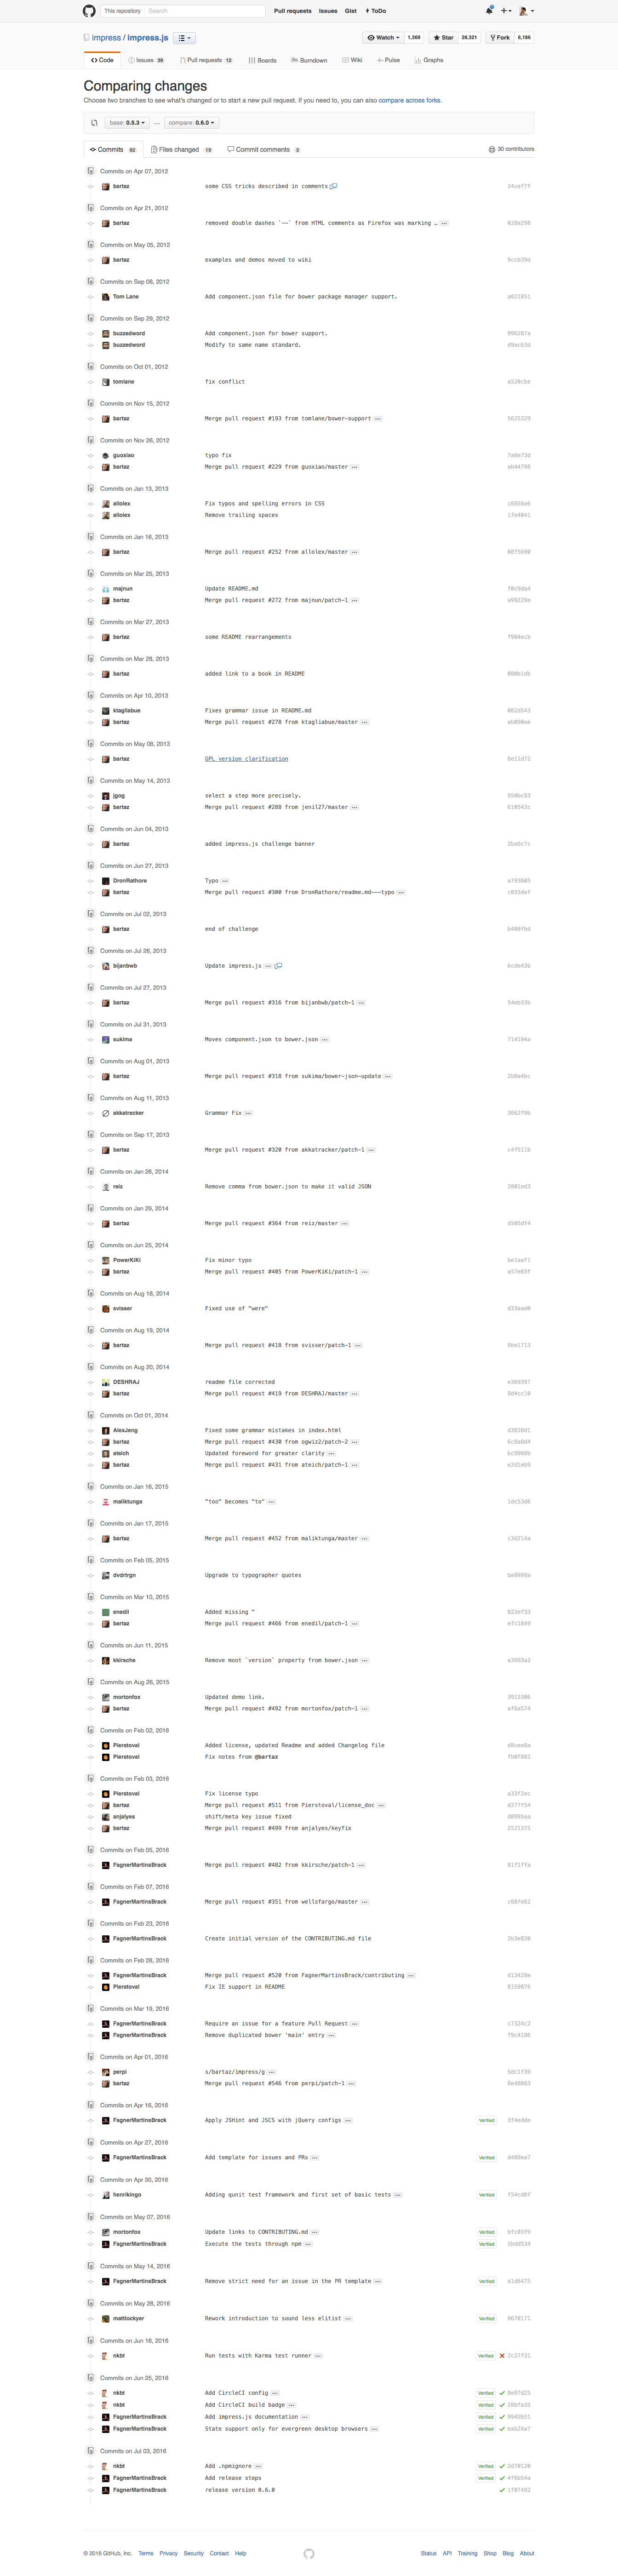 This repository Search Pull requests Issues Gist ToDo
impress / impress.js Watch 1,369 Star 28,321 Fork 6,186
Code Issues 39 Pull requests 12 Boards Burndown Wiki Pulse Graphs
Comparing changes
Choose two branches to see what's changed or to start a new pull request. If you need to, you can also compare across forks.
base: 0.5.3 ... compare: 0.6.0
Commits 82 Files changed 19 Commit comments 3 30 contributors
Commits on Apr 07, 2012
bartaz some CSS tricks described in comments 24cef7f
Commits on Apr 21, 2012
bartaz removed double dashes `--` from HTML comments as Firefox was marking …
Commits on May 05, 2012
bartaz examples and demos moved to wiki 9ccb39d
Commits on Sep 08, 2012
Tom Lane Add component.json file for bower package manager support.
Commits on Sep 29, 2012
buzzedword Add component.json for bower support.
buzzedword Modify to same name standard.
Commits on Oct 01, 2012
tomlane fix conflict
Commits on Nov 15, 2012
bartaz Merge pull request #193 from tomlane/bower-support 5625329
Commits on Nov 26, 2012
guoxiao typo fix
bartaz Merge pull request #229 from guoxiao/master
Commits on Jan 13, 2013
allolex Fix typos and spelling errors in CSS
allolex Remove trailing spaces 1fe4041
Commits on Jan 16, 2013
bartaz Merge pull request #252 from allolex/master
Commits on Mar 25, 2013
majnun Update README.md f0c9da4
bartaz Merge pull request #272 from majnun/patch-1 a99229e
Commits on Mar 27, 2013
bartaz some README rearrangements f984ecb
Commits on Mar 28, 2013
bartaz added link to a book in README
Commits on Apr 10, 2013
ktagliabue Fixes grammar issue in README.md 062d543
bartaz Merge pull request #278 from ktagliabue/master
Commits on May 08, 2013
bartaz GPL version clarification 8e11d72
Commits on May 14, 2013
jgog select a step more precisely. 950bc93
bartaz Merge pull request #288 from jenil27/master 610543c
Commits on Jun 04, 2013
bartaz added impress.js challenge banner 2ba9c7c
Commits on Jun 27, 2013
DronRathore Typo a793605
bartaz Merge pull request #300 from DronRathore/readme.md---typo c033daf
Commits on Jul 02, 2013
bartaz end of challenge b408fbd
Commits on Jul 26, 2013
bijanbwb Update impress.js 6cde43b
Commits on Jul 27, 2013
bartaz Merge pull request #316 from bijanbwb/patch-1 54eb33b
Commits on Jul 31, 2013
sukima Moves component.json to bower.json 714194a
Commits on Aug 01, 2013
bartaz Merge pull request #318 from sukima/bower-json-update
Commits on Aug 11, 2013
akkatracker Grammar Fix 3662f9b
Commits on Sep 17, 2013
bartaz Merge pull request #320 from akkatracker/patch-1 c4f511b
Commits on Jan 26, 2014
reiz Remove comma from bower.json to make it valid JSON 2881ed3
Commits on Jan 29, 2014
bartaz Merge pull request #364 from reiz/master d505df4
Commits on Jun 25, 2014
PowerKiKi Fix minor typo be1aaf1
bartaz Merge pull request #405 from PowerKiKi/patch-1 a57e83f
Commits on Aug 18, 2014
svisser Fixed use of "were" d33aad0
Commits on Aug 19, 2014
bartaz Merge pull request #418 from svisser/patch-1 9be1713
Commits on Aug 20, 2014
DESHRAJ readme file corrected e369397
bartaz Merge pull request #419 from DESHRAJ/master 9d4cc10
Commits on Oct 01, 2014
AlexJeng Fixed some grammar mistakes in index.html
bartaz Merge pull request #430 from ogwiz2/patch-2
ateich Updated foreword for greater clarity
bartaz Merge pull request #431 from ateich/patch-1
Commits on Jan 16, 2015
maliktunga "too" becomes "to" 1dc53d6
Commits on Jan 17, 2015
bartaz Merge pull request #452 from maliktunga/master c3d214e
Commits on Feb 05, 2015
dvdrtrgn Upgrade to typographer quotes
Commits on Mar 10, 2015
enedil Added missing " 822ef33
bartaz Merge pull request #466 from enedil/patch-1
Commits on Jun 11, 2015
kkirsche Remove moot `version` property from bower.json a3993a2
Commits on Aug 26, 2015
mortonfox Updated demo link. 3913306
bartaz Merge pull request #492 from mortonfox/patch-1 ef6a574
Commits on Feb 02, 2016
Pierstoval Added license, updated Readme and added Changelog file
Pierstoval Fix notes from @bartaz
Commits on Feb 03, 2016
Pierstoval Fix license typo a33f2ec
bartaz Merge pull request #511 from Pierstoval/license_doc d277f54
anjalyes shift/meta key issue fixed
bartaz Merge pull request #499 from anjalyes/keyfix 2521375
Commits on Feb 05, 2016
FagnerMartinsBrack Merge pull request #482 from kkirsche/patch-1 91f1ffa
Commits on Feb 07, 2016
FagnerMartinsBrack Merge pull request #351 from wellsfargo/master
Commits on Feb 23, 2016
FagnerMartinsBrack Create initial version of the CONTRIBUTING.md file 2b3e830
Commits on Feb 28, 2016
FagnerMartinsBrack Merge pull request #520 from FagnerMartinsBrack/contributing d13428e
Pierstoval Fix IE support in README
Commits on Mar 19, 2016
FagnerMartinsBrack Require an issue for a feature Pull Request c7324c2
FagnerMartinsBrack Remove duplicated bower 'main' entry f9c4196
Commits on Apr 01, 2016
perpi s/bartaz/impress/g 5dc1f39
bartaz Merge pull request #546 from perpi/patch-1
Commits on Apr 16, 2016
FagnerMartinsBrack Apply JSHint and JSCS with jQuery configs Verified 3f4edde
Commits on Apr 27, 2016
FagnerMartinsBrack Add template for issues and PRs Verified d489ea7
Commits on Apr 30, 2016
henrikingo Adding qunit test framework and first set of basic tests Verified f54cd8f
Commits on May 07, 2016
mortonfox Update links to CONTRIBUTING.md Verified bfc03f9
FagnerMartinsBrack Execute the tests through npm Verified 5bdd534
Commits on May 14, 2016
FagnerMartinsBrack Remove strict need for an issue in the PR template Verified a1d6475
Commits on May 28, 2016
mattlockyer Rework introduction to sound less elitist Verified 9670171
Commits on Jun 16, 2016
nkbt Run tests with Karma test runner Verified 2c27f31
Commits on Jun 25, 2016
nkbt Add CircleCI config Verified 8e97d25
nkbt Add CircleCI build badge Verified 20bfa35
FagnerMartinsBrack Add impress.js documentation Verified 9945b51
FagnerMartinsBrack State support only for evergreen desktop browsers Verified eab24a7
Commits on Jul 03, 2016
nkbt Add .npmignore Verified 2d70120
FagnerMartinsBrack Add release steps Verified 4f6b54a
FagnerMartinsBrack release version 0.6.0 1f07492
© 2016 GitHub, Inc. Terms Privacy Security Contact Help Status API Training Shop Blog About